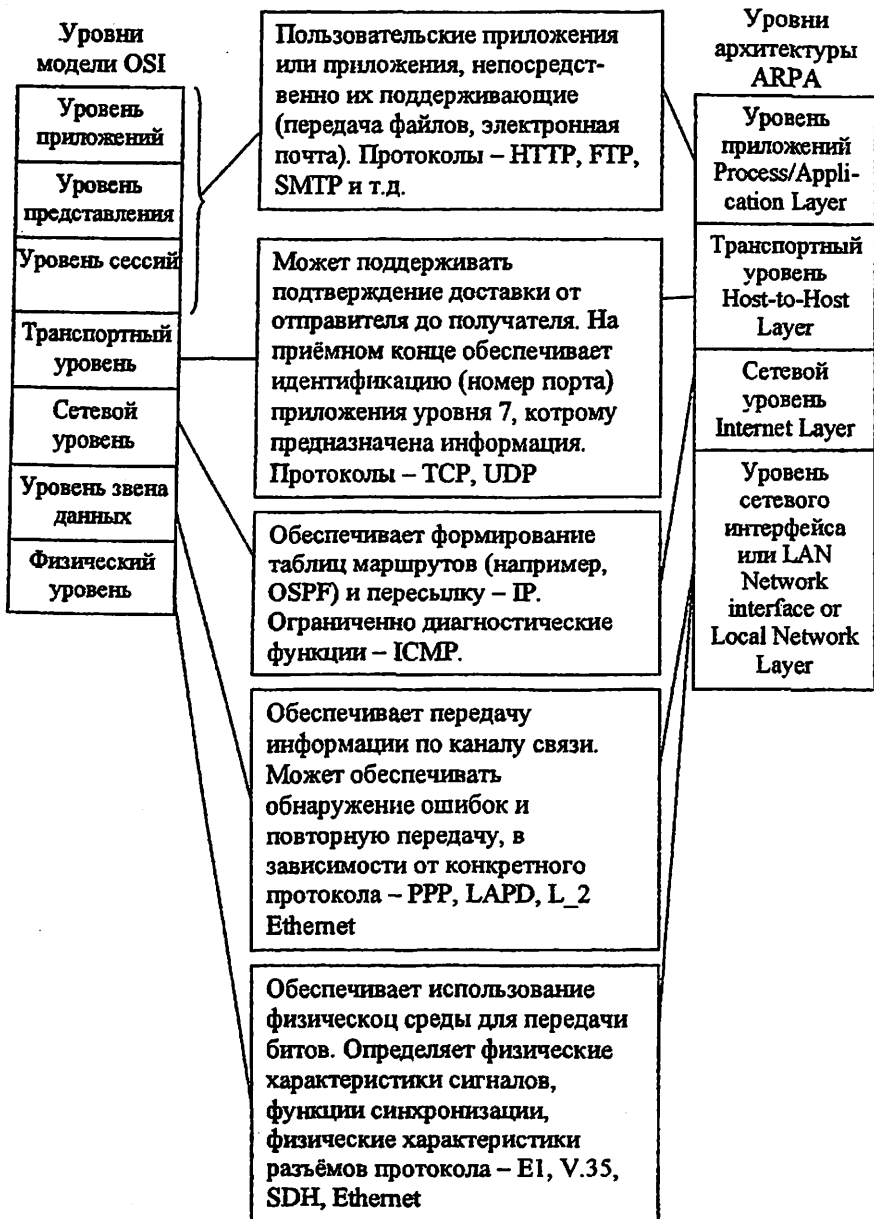 Уровни
модели OSI
Уровень
приложений
Уровень
представления
Уровень сессий
Транспортный
уровень
Сетевой
уровень
Уровень звена
данных
Физический
уровень
Пользовательские приложения
или приложения, непосредст-
венно их поддерживающие
(передача файлов, электронная
почта). Протоколы – HTTP, FTP,
SMTP и т.д.
Может поддерживать
подтверждение доставки от
отправителя до получателя. На
приёмном конце обеспечивает
идентификацию (номер порта)
приложения уровня 7, котрому
предназначена информация.
Протоколы – TCP, UDP
Обеспечивает формирование
таблиц маршрутов (например,
OSPF) и пересылку – IP.
Ограниченно диагностические
функции – ICMP.
Обеспечивает передачу
информации по каналу связи.
Может обеспечивать
обнаружение ошибок и
повторную передачу, в
зависимости от конкретного
протокола – PPP, LAPD, L_2
Ethernet
Обеспечивает использование
физическоц среды для передачи
битов. Определяет физические
характеристики сигналов,
функции синхронизации,
физические характеристики
разъёмов протокола – E1, V.35,
SDH, Ethernet
Уровни
архитектуры
ARPA
Уровень
приложений
Process/Appli-
cation Layer
Транспортный
уровень
Host-to-Host
Layer
Сетевой
уровень
Internet Layer
Уровень
сетевого
интерфейса
или LAN
Network
interface or
Local Network
Layer